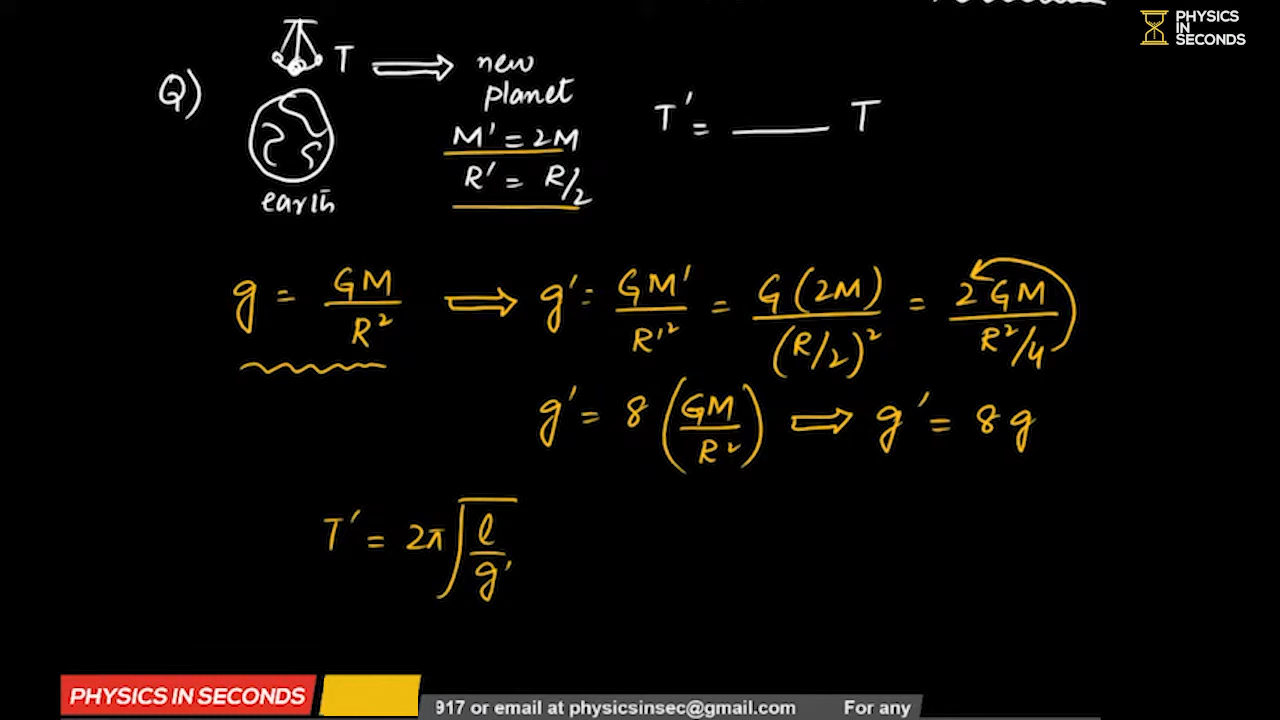 PHYSICS
IN
SECONDS
Q)
T ⟹ new
planet
M' = 2M
R' = R/2
earth
T' = ____ T
g = GM/R² ⟹ g' = GM'/R'² = G(2M)/(R/2)² = 2GM/R²/4
g' = 8(GM/R²) ⟹ g' = 8g
T' = 2π√(l/g')
PHYSICS IN SECONDS
917 or email at physicsinsec@gmail.com For any